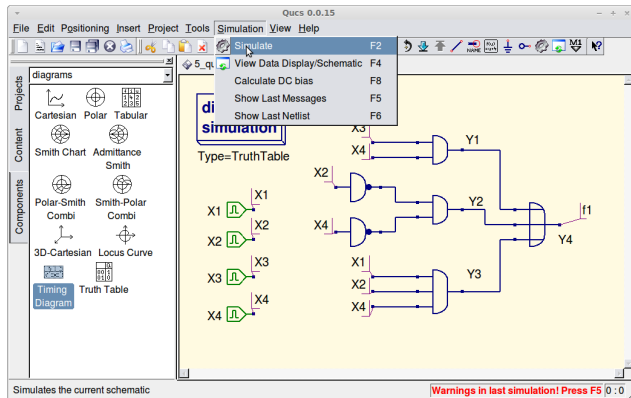 Qucs 0.0.15
File Edit Positioning Insert Project Tools Simulation View Help
Simulate F2
View Data Display/Schematic F4
Calculate DC bias F8
Show Last Messages F5
Show Last Netlist F6
NAME
Projects
Content
Components
diagrams
Cartesian Polar Tabular
Smith Chart Admittance
Smith
Polar-Smith Smith-Polar
Combi Combi
3D-Cartesian Locus Curve
Timing Truth Table
Diagram
di
simulation
Type=TruthTable
X1 X1
X2 X2
X3 X3
X4 X4
X3
X4
Y1
X2
X4
Y2
X1
X2
X4
Y3
f1
Y4
Simulates the current schematic
Warnings in last simulation! Press F5 0 : 0